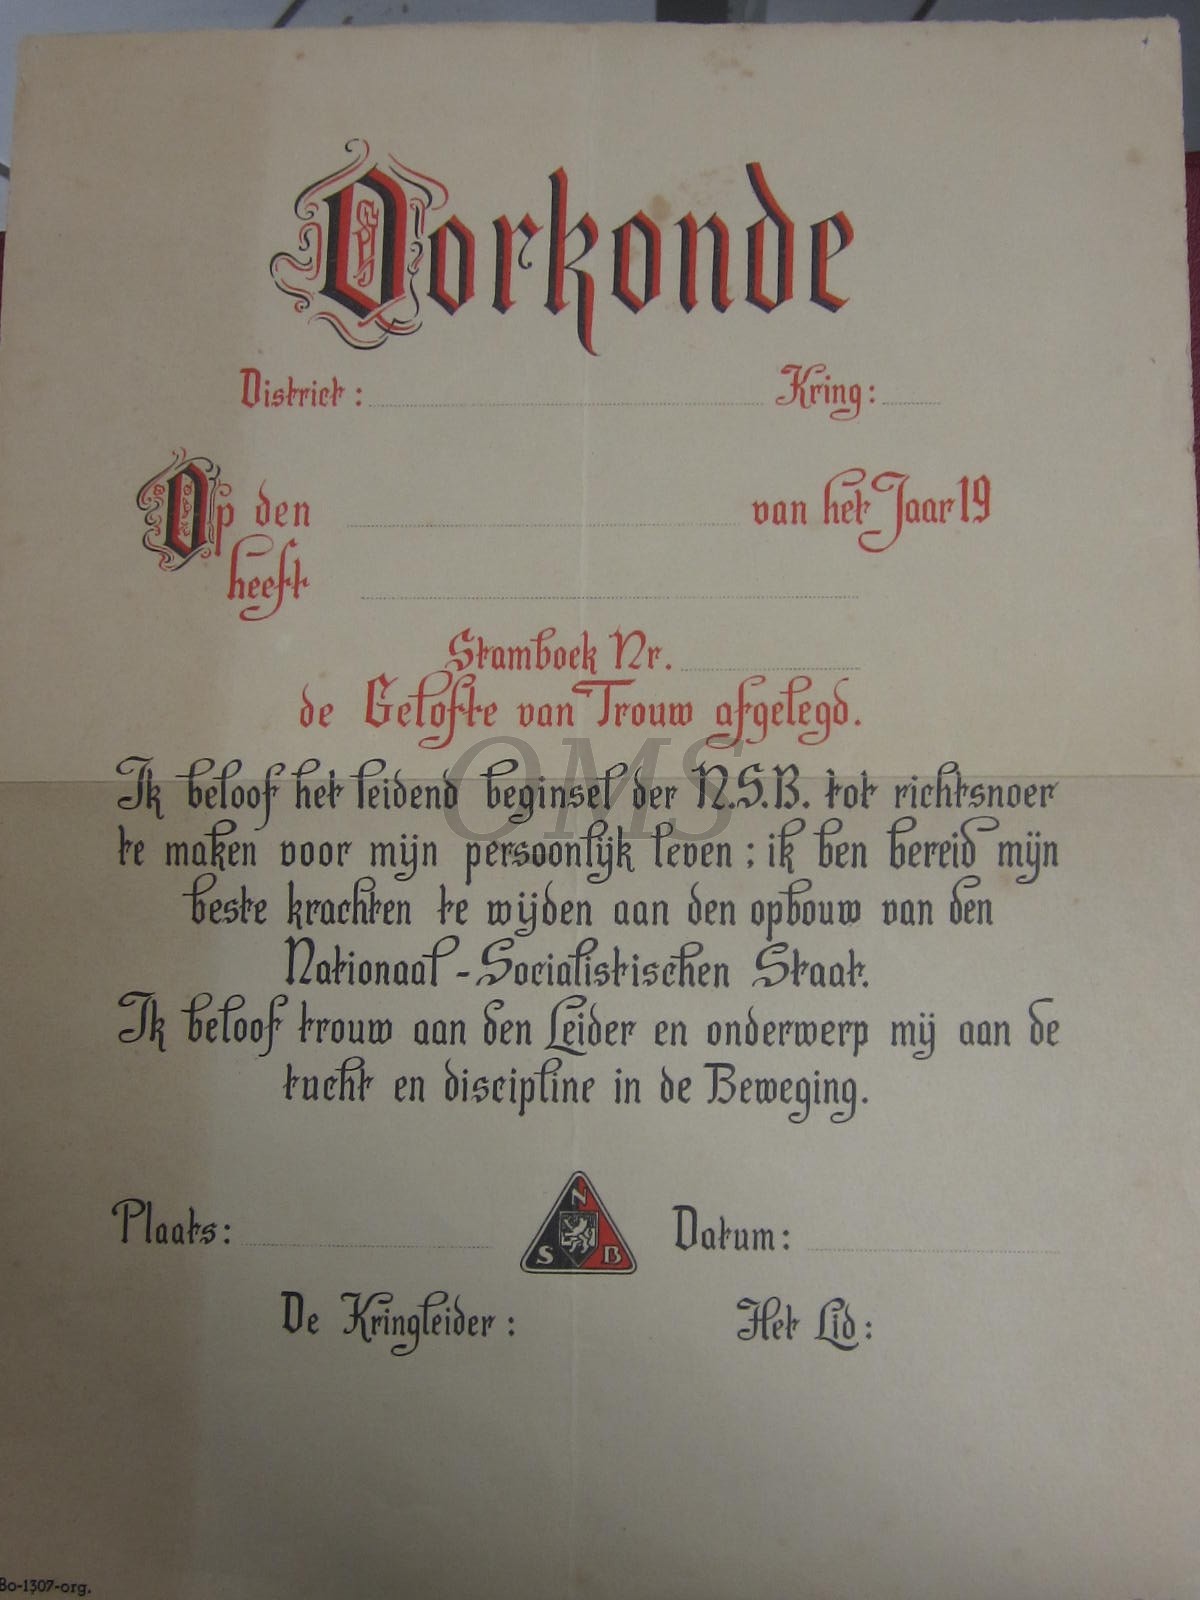 Oorkonde
District: Kring:
Op den van het Jaar 19
heeft
Stamboek Nr.
de Gelofte van Trouw afgelegd.
Ik beloof het leidend beginsel der N.S.B. tot richtsnoer
te maken voor mijn persoonlijk leven; ik ben bereid mijn
beste krachten te wijden aan den opbouw van den
Nationaal-Socialistischen Staat.
Ik beloof trouw aan den Leider en onderwerp mij aan de
tucht en discipline in de Beweging.
OMS
Plaats: N S B Datum:
De Kringleider: Het Lid:
Bo-1307-org.